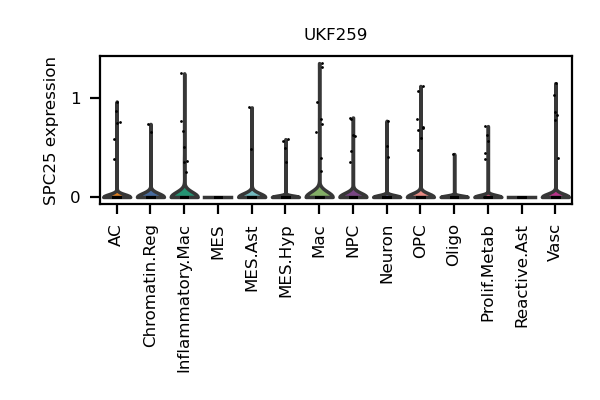 UKF259
SPC25 expression
1
0
AC
Chromatin.Reg
Inflammatory.Mac
MES
MES.Ast
MES.Hyp
Mac
NPC
Neuron
OPC
Oligo
Prolif.Metab
Reactive.Ast
Vasc